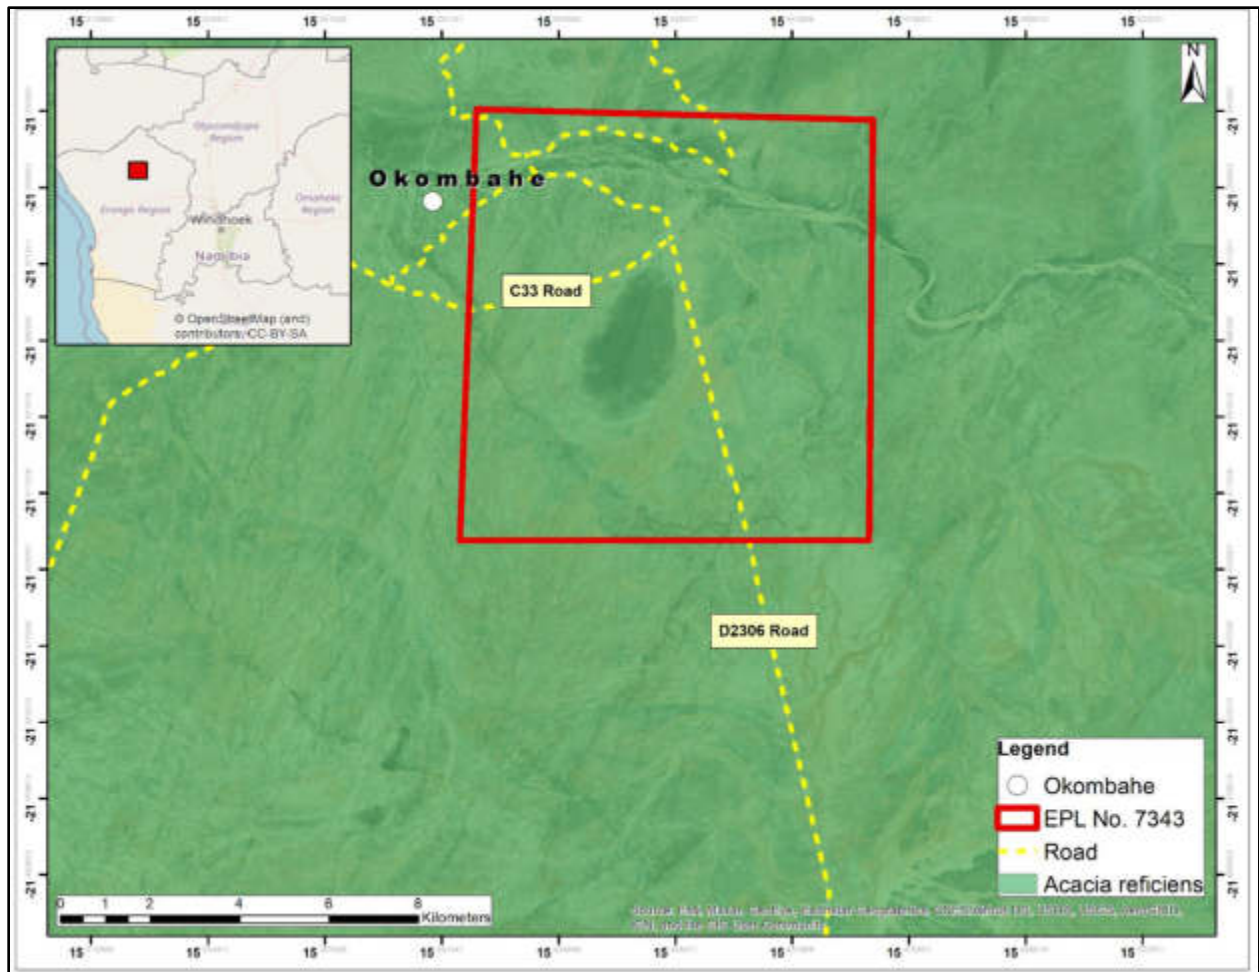 15 15 15 15 15 15 15 15 15 15
N
Otjozondjupa
Region
Erongo Region
Windhoek
Omaheke
Region
Namibia
© OpenStreetMap (and)
contributors, CC-BY-SA
Okombahe
C33 Road
D2306 Road
-21 -21 -21 -21 -21 -21 -21 -21 -21 -21 -21
-21 -21 -21 -21 -21 -21 -21 -21 -21 -21 -21
Legend
Okombahe
EPL No. 7343
Road
Acacia reficiens
0 1 2 4 6 8
Kilometers
15 15 15 15 15 15 15 15 15 15